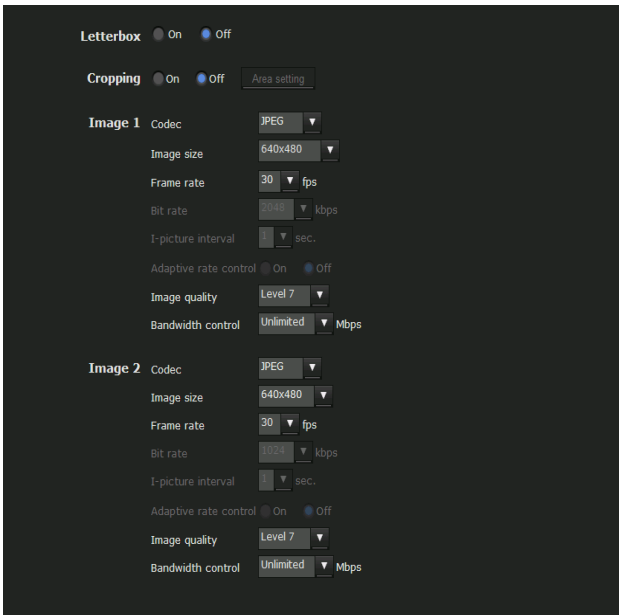 Letterbox On Off
Cropping On Off Area setting
Image 1 Codec JPEG
Image size 640x480
Frame rate 30 fps
Bit rate 2048 kbps
I-picture interval 1 sec.
Adaptive rate control On Off
Image quality Level 7
Bandwidth control Unlimited Mbps
Image 2 Codec JPEG
Image size 640x480
Frame rate 30 fps
Bit rate 1024 kbps
I-picture interval 1 sec.
Adaptive rate control On Off
Image quality Level 7
Bandwidth control Unlimited Mbps